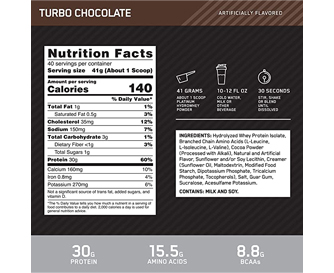 TURBO CHOCOLATE
ARTIFICIALLY FLAVORED
Nutrition Facts
40 servings per container
Serving size 41g (About 1 Scoop)
Amount per serving
Calories 140
% Daily Value*
Total Fat 1g 1%
Saturated Fat 0.5g 3%
Cholesterol 35mg 12%
Sodium 150mg 7%
Total Carbohydrate 3g 1%
Dietary Fiber <1g 3%
Total Sugars 1g
Protein 30g 60%
Calcium 160mg 10%
Iron 0.8mg 4%
Potassium 270mg 6%
Not a significant source of trans fat, added sugars, and
vitamin D.
*The % Daily Value tells you how much a nutrient in a serving of
food contributes to a daily diet. 2,000 calories a day is used for
general nutrition advice.
41 GRAMS
ABOUT 1 SCOOP
PLATINUM
HYDROWHEY
POWDER
10-12 FL OZ
COLD WATER,
MILK OR
OTHER
BEVERAGE
30 SECONDS
STIR, SHAKE
OR BLEND
UNTIL
DISSOLVED
INGREDIENTS: Hydrolyzed Whey Protein Isolate,
Branched Chain Amino Acids (L-Leucine,
L-Isoleucine, L-Valine), Cocoa Powder
(Processed with Alkali), Natural and Artificial
Flavor, Sunflower and/or Soy Lecithin, Creamer
(Sunflower Oil, Maltodextrin, Modified Food
Starch, Dipotassium Phosphate, Tricalcium
Phosphate, Tocopherols), Salt, Guar Gum,
Sucralose, Acesulfame Potassium.
CONTAINS: MILK AND SOY.
30G
PROTEIN
15.5G
AMINO ACIDS
8.8G
BCAAs